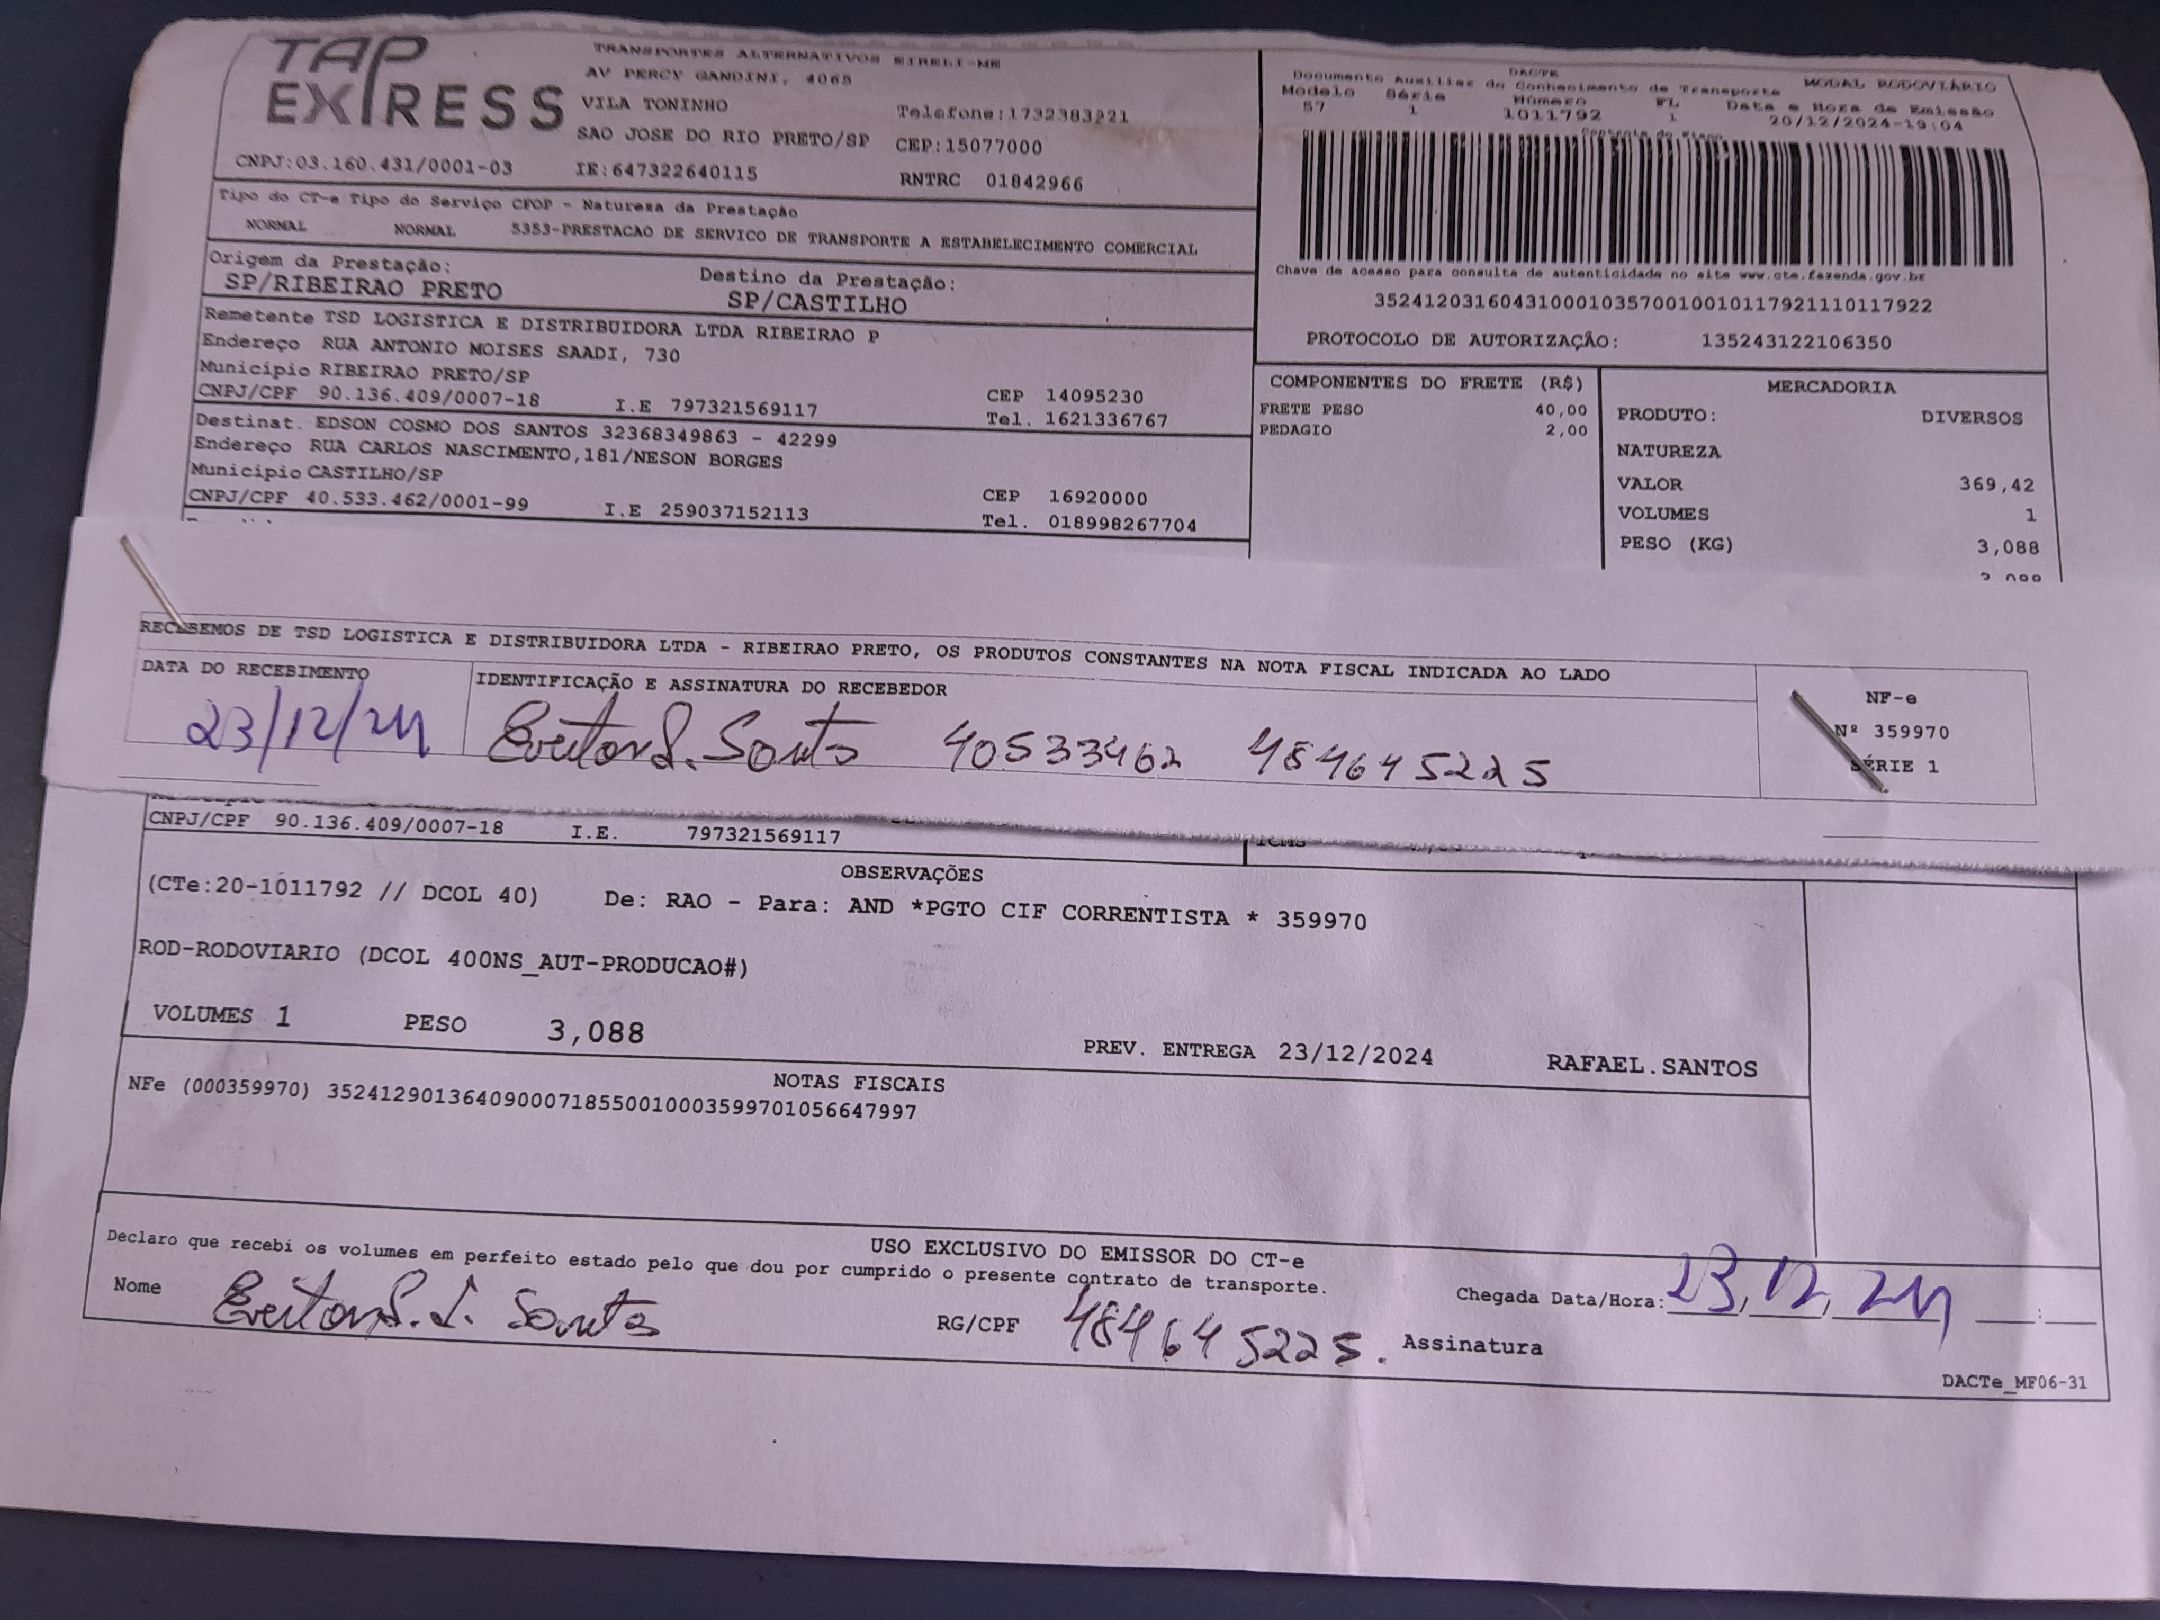 TAP EXPRESS
TRANSPORTES ALTERNATIVOS EIRELI-ME
AV PERCY GANDINI, 4065
VILA TONINHO Telefone:1732383221
SAO JOSE DO RIO PRETO/SP CEP:15077000
CNPJ:03.160.431/0001-03 IE:647322640115 RNTRC 01842966
Tipo do CT-e Tipo do Serviço CFOP - Natureza da Prestação
NORMAL NORMAL 5353-PRESTACAO DE SERVICO DE TRANSPORTE A ESTABELECIMENTO COMERCIAL
Origem da Prestação: Destino da Prestação:
SP/RIBEIRAO PRETO SP/CASTILHO
Remetente TSD LOGISTICA E DISTRIBUIDORA LTDA RIBEIRAO P
Endereço RUA ANTONIO MOISES SAADI, 730
Município RIBEIRAO PRETO/SP CEP 14095230
CNPJ/CPF 90.136.409/0007-18 I.E 797321569117 Tel. 1621336767
Destinat. EDSON COSMO DOS SANTOS 32368349863 - 42299
Endereço RUA CARLOS NASCIMENTO,181/NESON BORGES
Município CASTILHO/SP CEP 16920000
CNPJ/CPF 40.533.462/0001-99 I.E 259037152113 Tel. 018998267704
DACTE MODAL RODOVIÁRIO
Documento Auxiliar do Conhecimento de Transporte
Modelo Série Número FL Data e Hora de Emissão
57 1 1011792 1 20/12/2024-19:04
Controle do Fisco
Chave de acesso para consulta de autenticidade no site www.cte.fazenda.gov.br
35241203160431000103570010010117921110117922
PROTOCOLO DE AUTORIZAÇÃO: 135243122106350
COMPONENTES DO FRETE (R$)
FRETE PESO 40,00
PEDAGIO 2,00
MERCADORIA
PRODUTO: DIVERSOS
NATUREZA
VALOR 369,42
VOLUMES 1
PESO (KG) 3,088
RECEBEMOS DE TSD LOGISTICA E DISTRIBUIDORA LTDA - RIBEIRAO PRETO, OS PRODUTOS CONSTANTES NA NOTA FISCAL INDICADA AO LADO
DATA DO RECEBIMENTO IDENTIFICAÇÃO E ASSINATURA DO RECEBEDOR
23/12/24 Everton S. Santos 40533462 484645225
NF-e
Nº 359970
SÉRIE 1
CNPJ/CPF 90.136.409/0007-18 I.E. 797321569117
OBSERVAÇÕES
(CTe:20-1011792 // DCOL 40) De: RAO - Para: AND *PGTO CIF CORRENTISTA * 359970
ROD-RODOVIARIO (DCOL 400NS_AUT-PRODUCAO#)
VOLUMES 1 PESO 3,088 PREV. ENTREGA 23/12/2024 RAFAEL.SANTOS
NOTAS FISCAIS
NFe (000359970) 35241290136409000718550010003599701056647997
USO EXCLUSIVO DO EMISSOR DO CT-e
Declaro que recebi os volumes em perfeito estado pelo que dou por cumprido o presente contrato de transporte.
Chegada Data/Hora: 23, 12, 24 :
Nome Everton S. S. Santos RG/CPF 484645225. Assinatura
DACTe_MF06-31